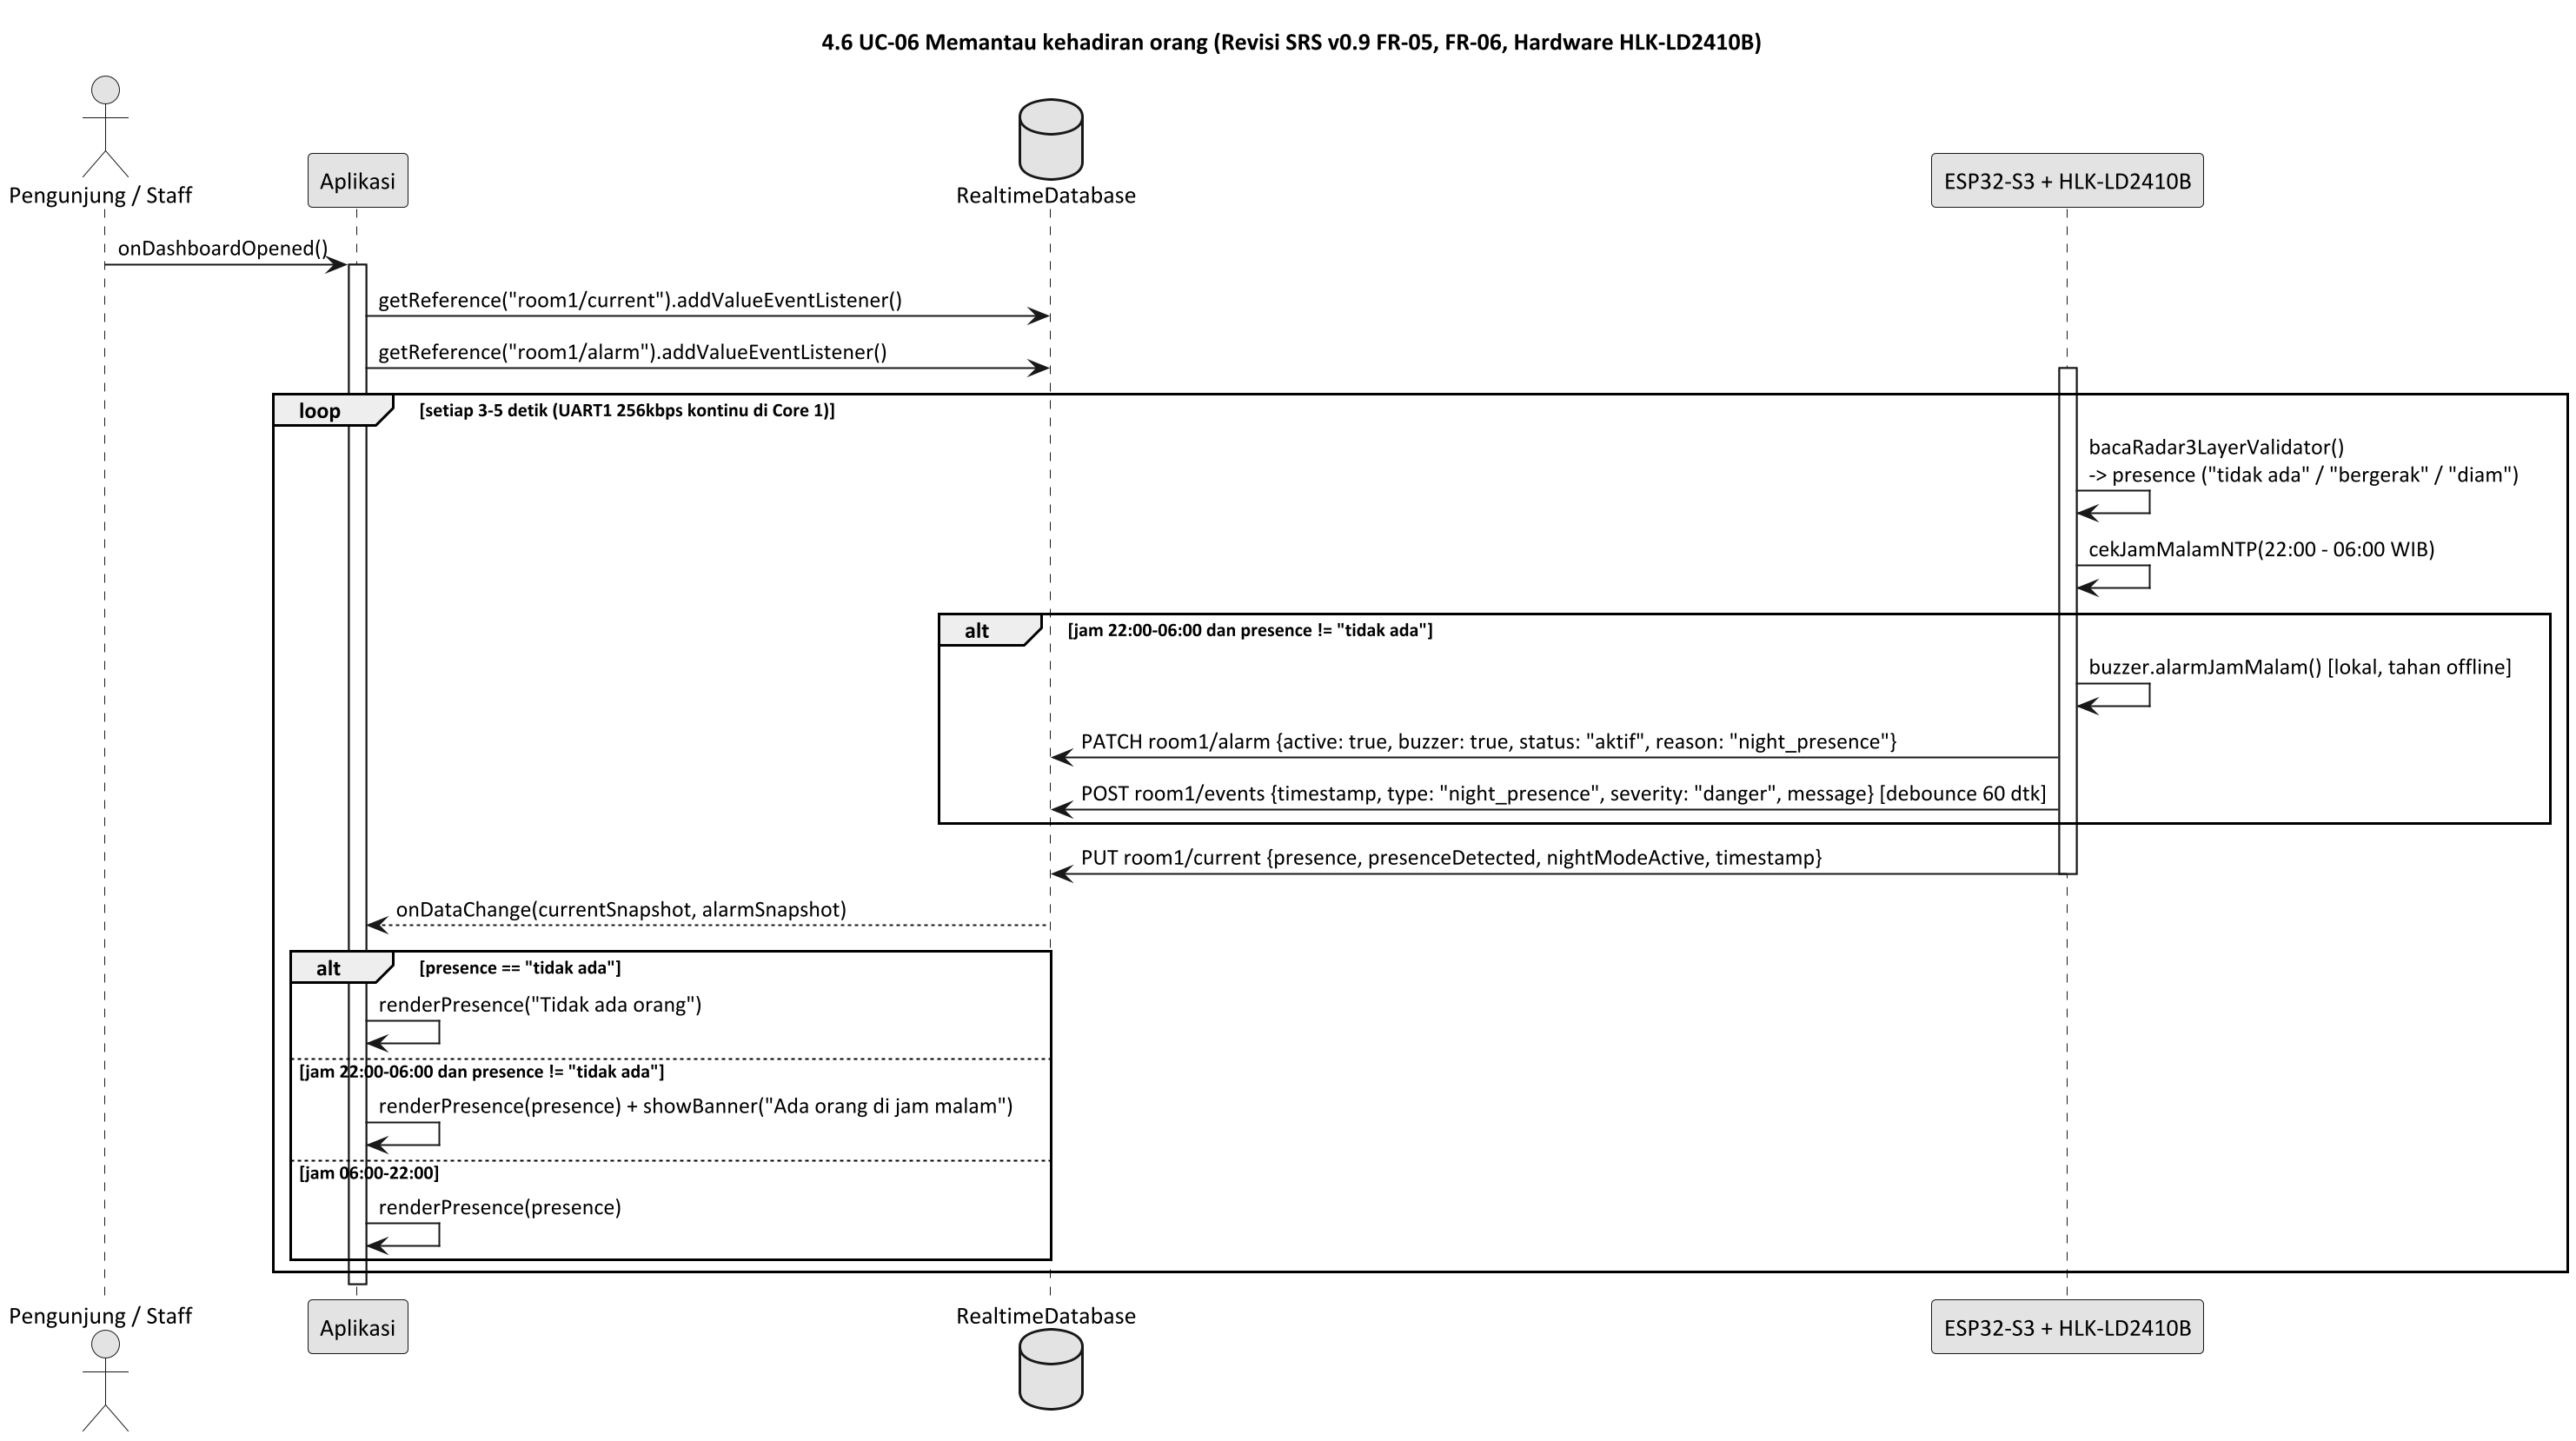 4.6 UC-06 Memantau kehadiran orang (Revisi SRS v0.9 FR-05, FR-06, Hardware HLK-LD2410B)
Pengunjung / Staff
Aplikasi
RealtimeDatabase
ESP32-S3 + HLK-LD2410B
onDashboardOpened()
getReference("room1/current").addValueEventListener()
getReference("room1/alarm").addValueEventListener()
loop
[setiap 3-5 detik (UART1 256kbps kontinu di Core 1)]
bacaRadar3LayerValidator()
-> presence ("tidak ada" / "bergerak" / "diam")
cekJamMalamNTP(22:00 - 06:00 WIB)
alt
[jam 22:00-06:00 dan presence != "tidak ada"]
buzzer.alarmJamMalam() [lokal, tahan offline]
PATCH room1/alarm {active: true, buzzer: true, status: "aktif", reason: "night_presence"}
POST room1/events {timestamp, type: "night_presence", severity: "danger", message} [debounce 60 dtk]
PUT room1/current {presence, presenceDetected, nightModeActive, timestamp}
onDataChange(currentSnapshot, alarmSnapshot)
alt
[presence == "tidak ada"]
renderPresence("Tidak ada orang")
[jam 22:00-06:00 dan presence != "tidak ada"]
renderPresence(presence) + showBanner("Ada orang di jam malam")
[jam 06:00-22:00]
renderPresence(presence)
Pengunjung / Staff
Aplikasi
RealtimeDatabase
ESP32-S3 + HLK-LD2410B